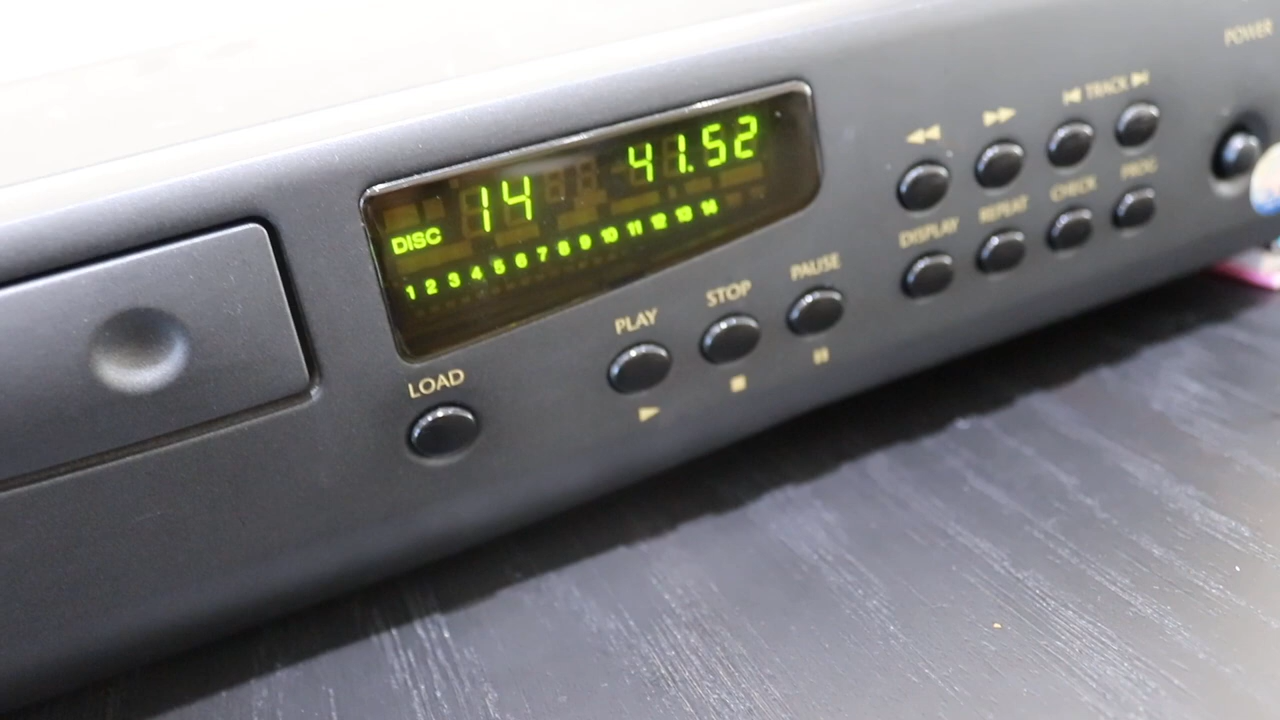 POWER
TRACK
14 41.52
DISC
1 2 3 4 5 6 7 8 9 10 11 12 13 14
DISPLAY REPEAT CHECK PROG
PLAY STOP PAUSE
LOAD